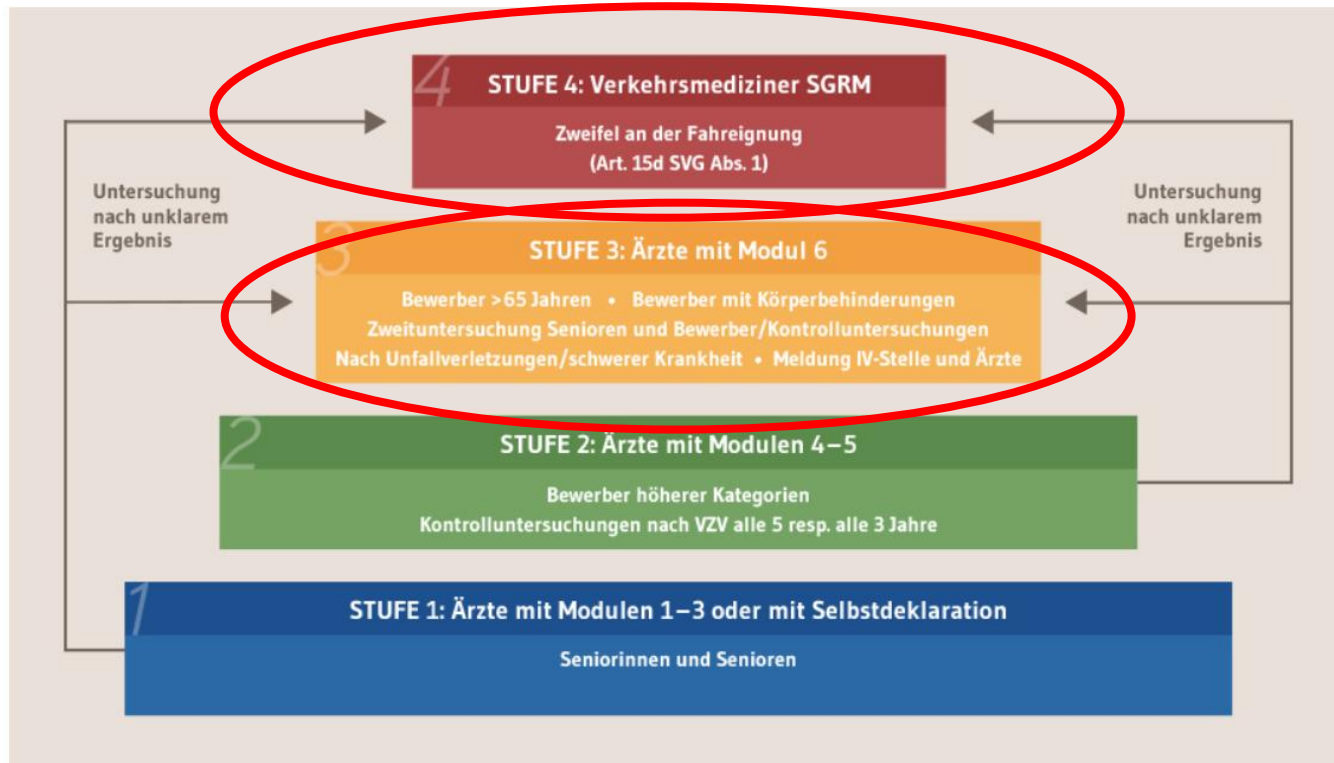 4
STUFE 4: Verkehrsmediziner SGRM
Zweifel an der Fahreignung
(Art. 15d SVG Abs. 1)
Untersuchung
nach unklarem
Ergebnis
Untersuchung
nach unklarem
Ergebnis
3
STUFE 3: Ärzte mit Modul 6
Bewerber >65 Jahren • Bewerber mit Körperbehinderungen
Zweituntersuchung Senioren und Bewerber/Kontrolluntersuchungen
Nach Unfallverletzungen/schwerer Krankheit • Meldung IV-Stelle und Ärzte
2
STUFE 2: Ärzte mit Modulen 4–5
Bewerber höherer Kategorien
Kontrolluntersuchungen nach VZV alle 5 resp. alle 3 Jahre
1
STUFE 1: Ärzte mit Modulen 1–3 oder mit Selbstdeklaration
Seniorinnen und Senioren